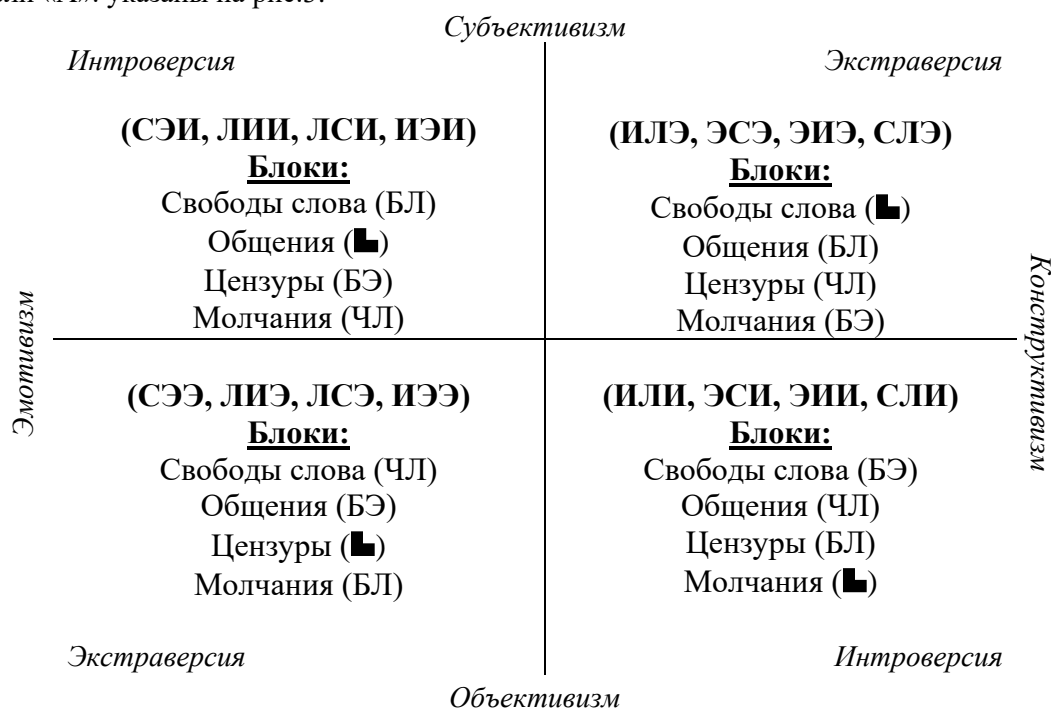 Субъективизм
Интроверсия
Экстраверсия
(СЭИ, ЛИИ, ЛСИ, ИЭИ)
Блоки:
Свободы слова (БЛ)
Общения (▙)
Цензуры (БЭ)
Молчания (ЧЛ)
(ИЛЭ, ЭСЭ, ЭИЭ, СЛЭ)
Блоки:
Свободы слова (▙)
Общения (БЛ)
Цензуры (ЧЛ)
Молчания (БЭ)
Эмотивизм
Конструктивизм
(СЭЭ, ЛИЭ, ЛСЭ, ИЭЭ)
Блоки:
Свободы слова (ЧЛ)
Общения (БЭ)
Цензуры (▙)
Молчания (БЛ)
(ИЛИ, ЭСИ, ЭИИ, СЛИ)
Блоки:
Свободы слова (БЭ)
Общения (ЧЛ)
Цензуры (БЛ)
Молчания (▙)
Экстраверсия
Интроверсия
Объективизм